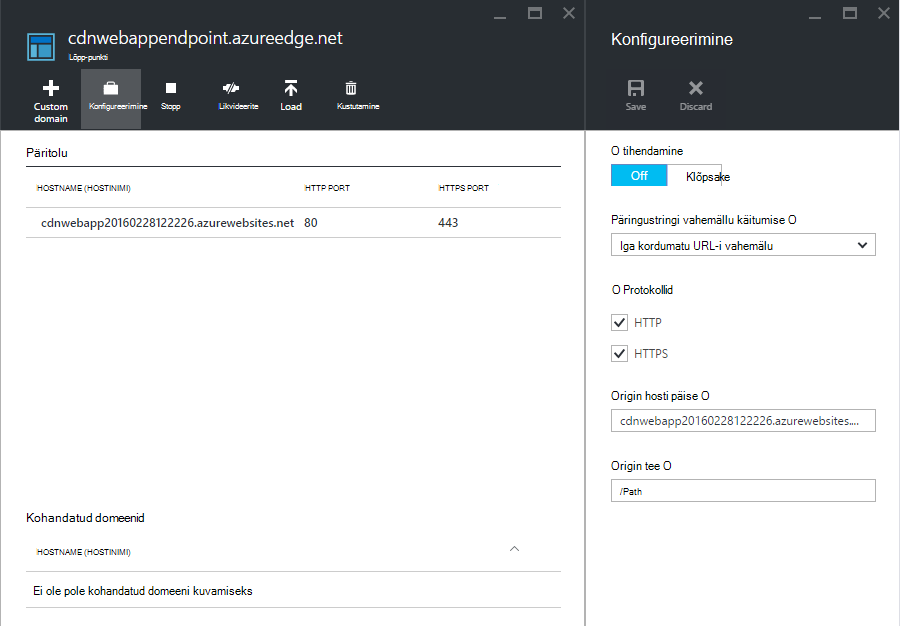 cdnwebappendpoint.azureedge.net
Lõpp-punkti
Custom domain
Konfigureerimine
Stopp
Likvideerite
Load
Kustutamine
Päritolu
HOSTNAME (HOSTINIMI) HTTP PORT HTTPS PORT
cdnwebapp20160228122226.azurewebsites.net 80 443
Kohandatud domeenid
HOSTNAME (HOSTINIMI)
Ei ole pole kohandatud domeeni kuvamiseks
Konfigureerimine
Save
Discard
O tihendamine
Off Klõpsake
Päringustringi vahemällu käitumise O
Iga kordumatu URL-i vahemälu
O Protokollid
HTTP
HTTPS
Origin hosti päise O
cdnwebapp20160228122226.azurewebsites....
Origin tee O
/Path